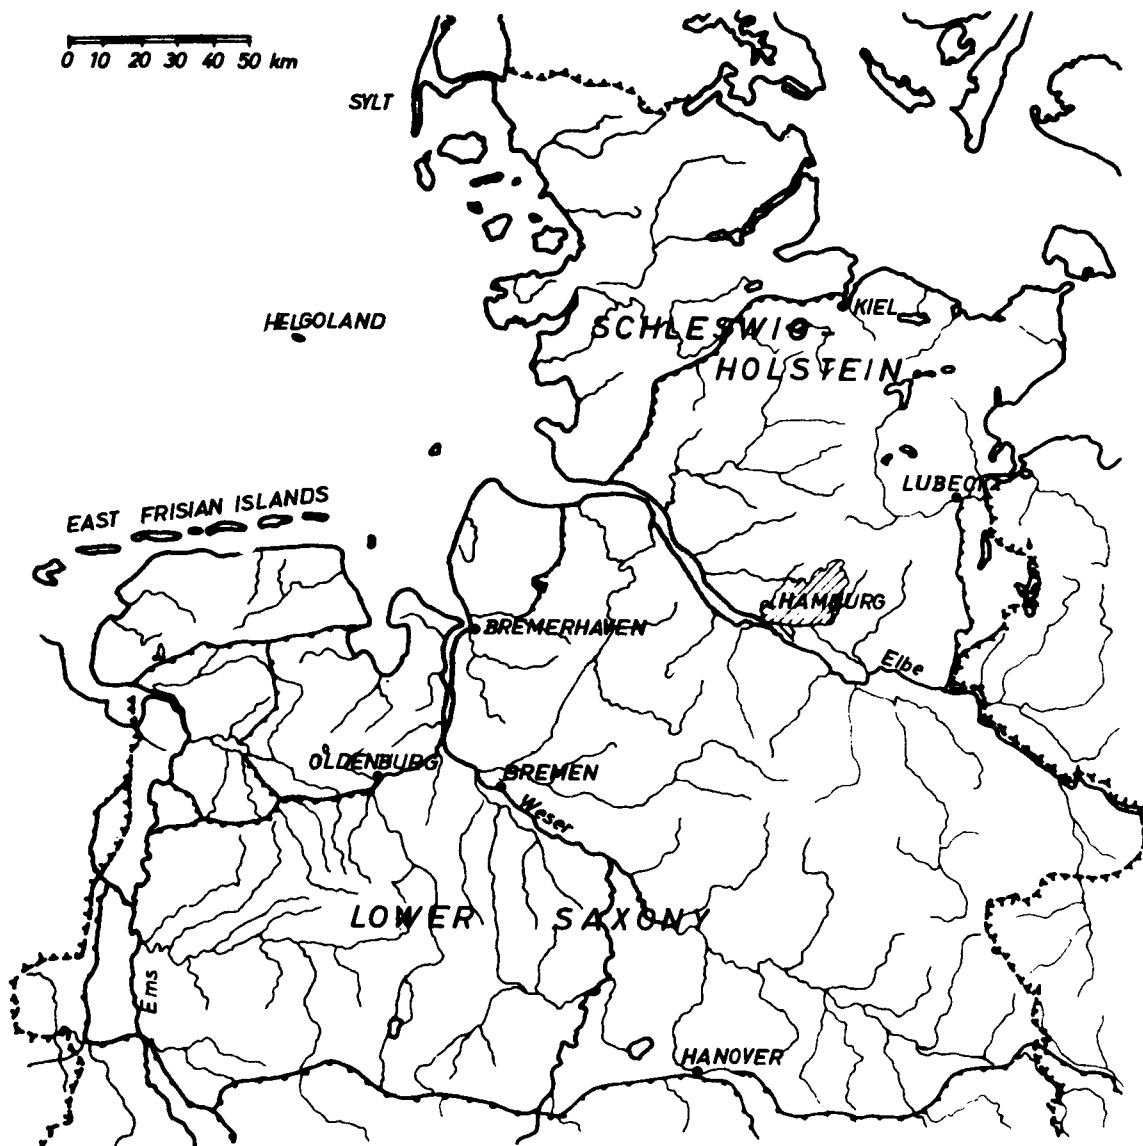 0 10 20 30 40 50 km
SYLT
HELGOLAND
KIEL
SCHLESWIG-
HOLSTEIN
LUBECK
EAST FRISIAN ISLANDS
HAMBURG
BREMERHAVEN
Elbe
OLDENBURG
BREMEN
Weser
LOWER SAXONY
Ems
HANOVER